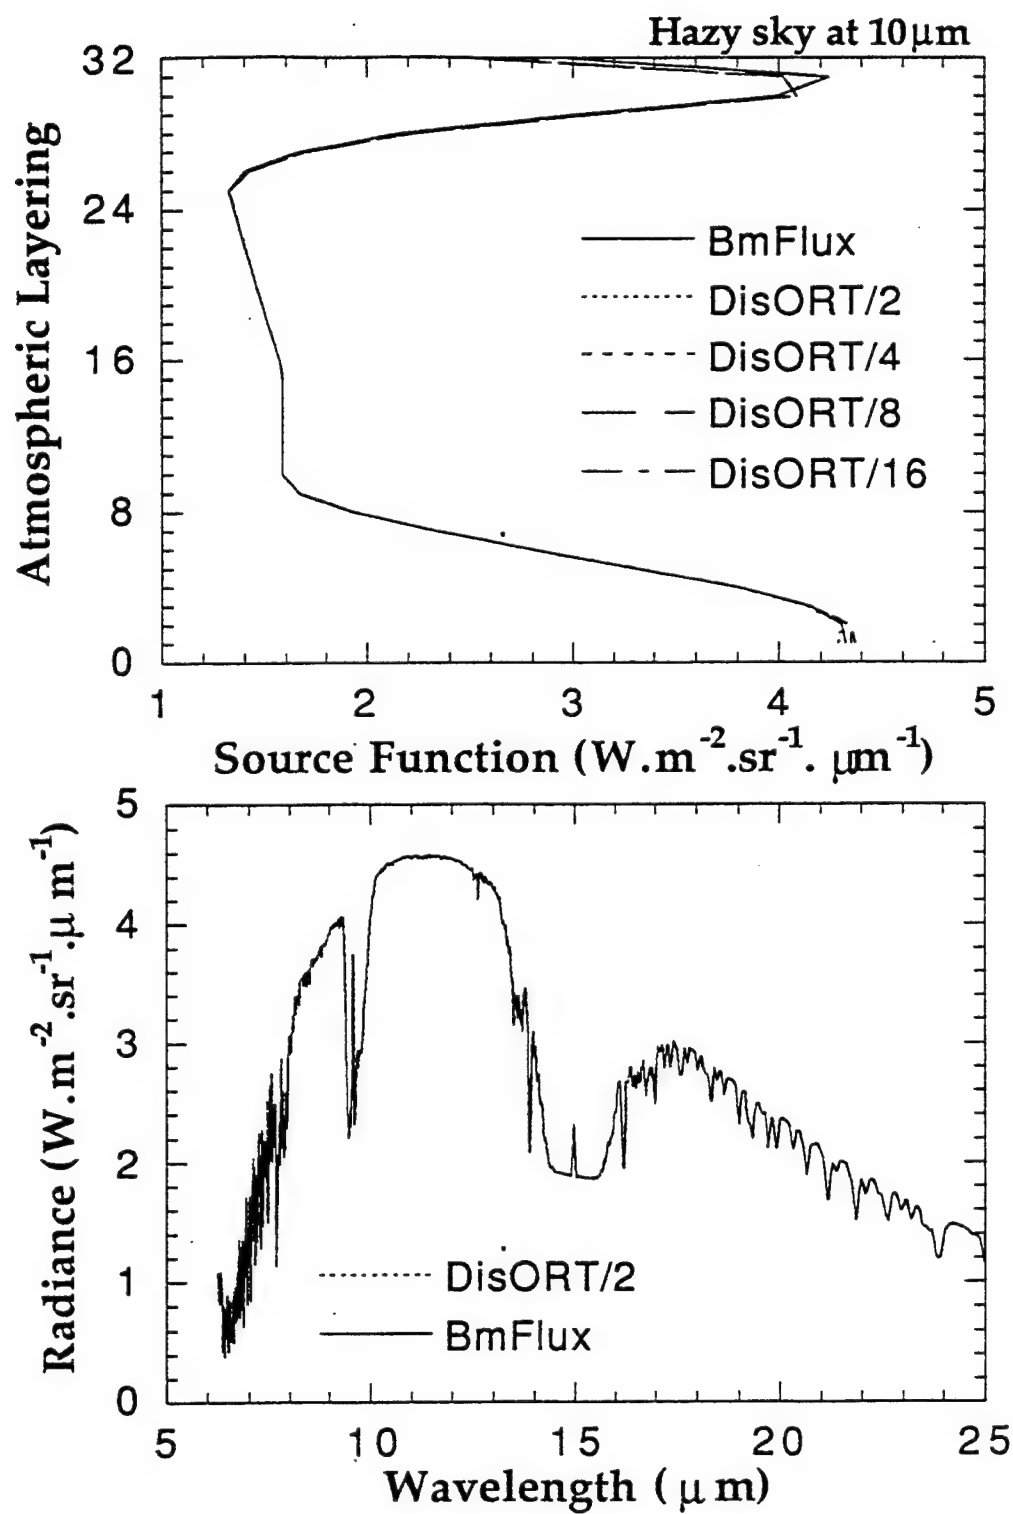 Hazy sky at 10μm
32
24
16
8
0
Atmospheric Layering
BmFlux
DisORT/2
DisORT/4
DisORT/8
DisORT/16
1 2 3 4 5
Source Function (W.m-2.sr-1. μm-1)
5
4
3
2
1
0
Radiance (W.m-2.sr-1.μ m-1)
DisORT/2
BmFlux
5 10 15 20 25
Wavelength (μ m)